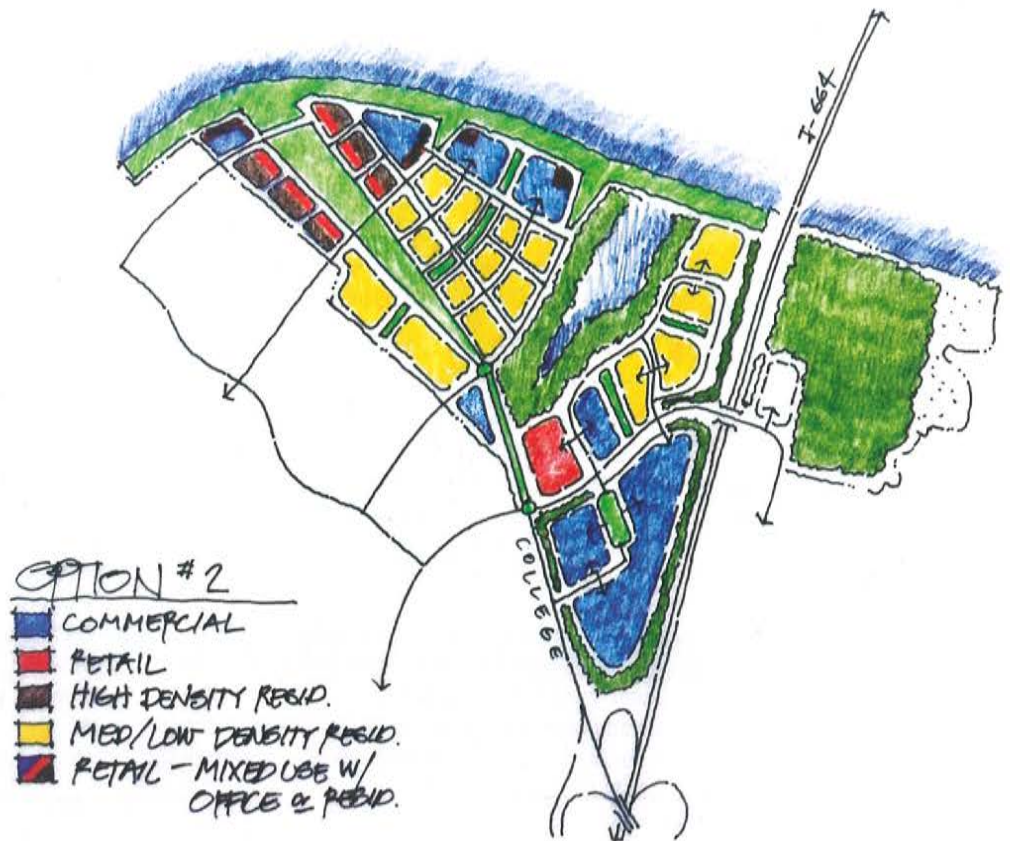 I-664
COLLEGE
OPTION #2
COMMERCIAL
RETAIL
HIGH DENSITY RESID.
MED/LOW DENSITY RESID.
RETAIL - MIXED USE W/
OFFICE or RESID.